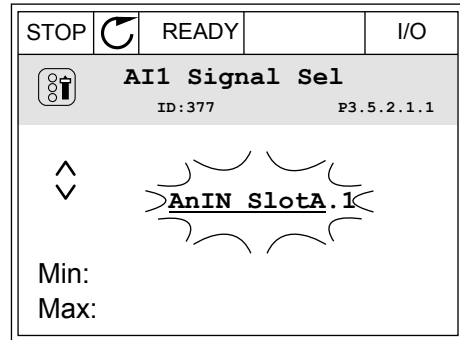 STOP READY I/O
AI1 Signal Sel
ID:377 P3.5.2.1.1
AnIN SlotA.1
Min:
Max: